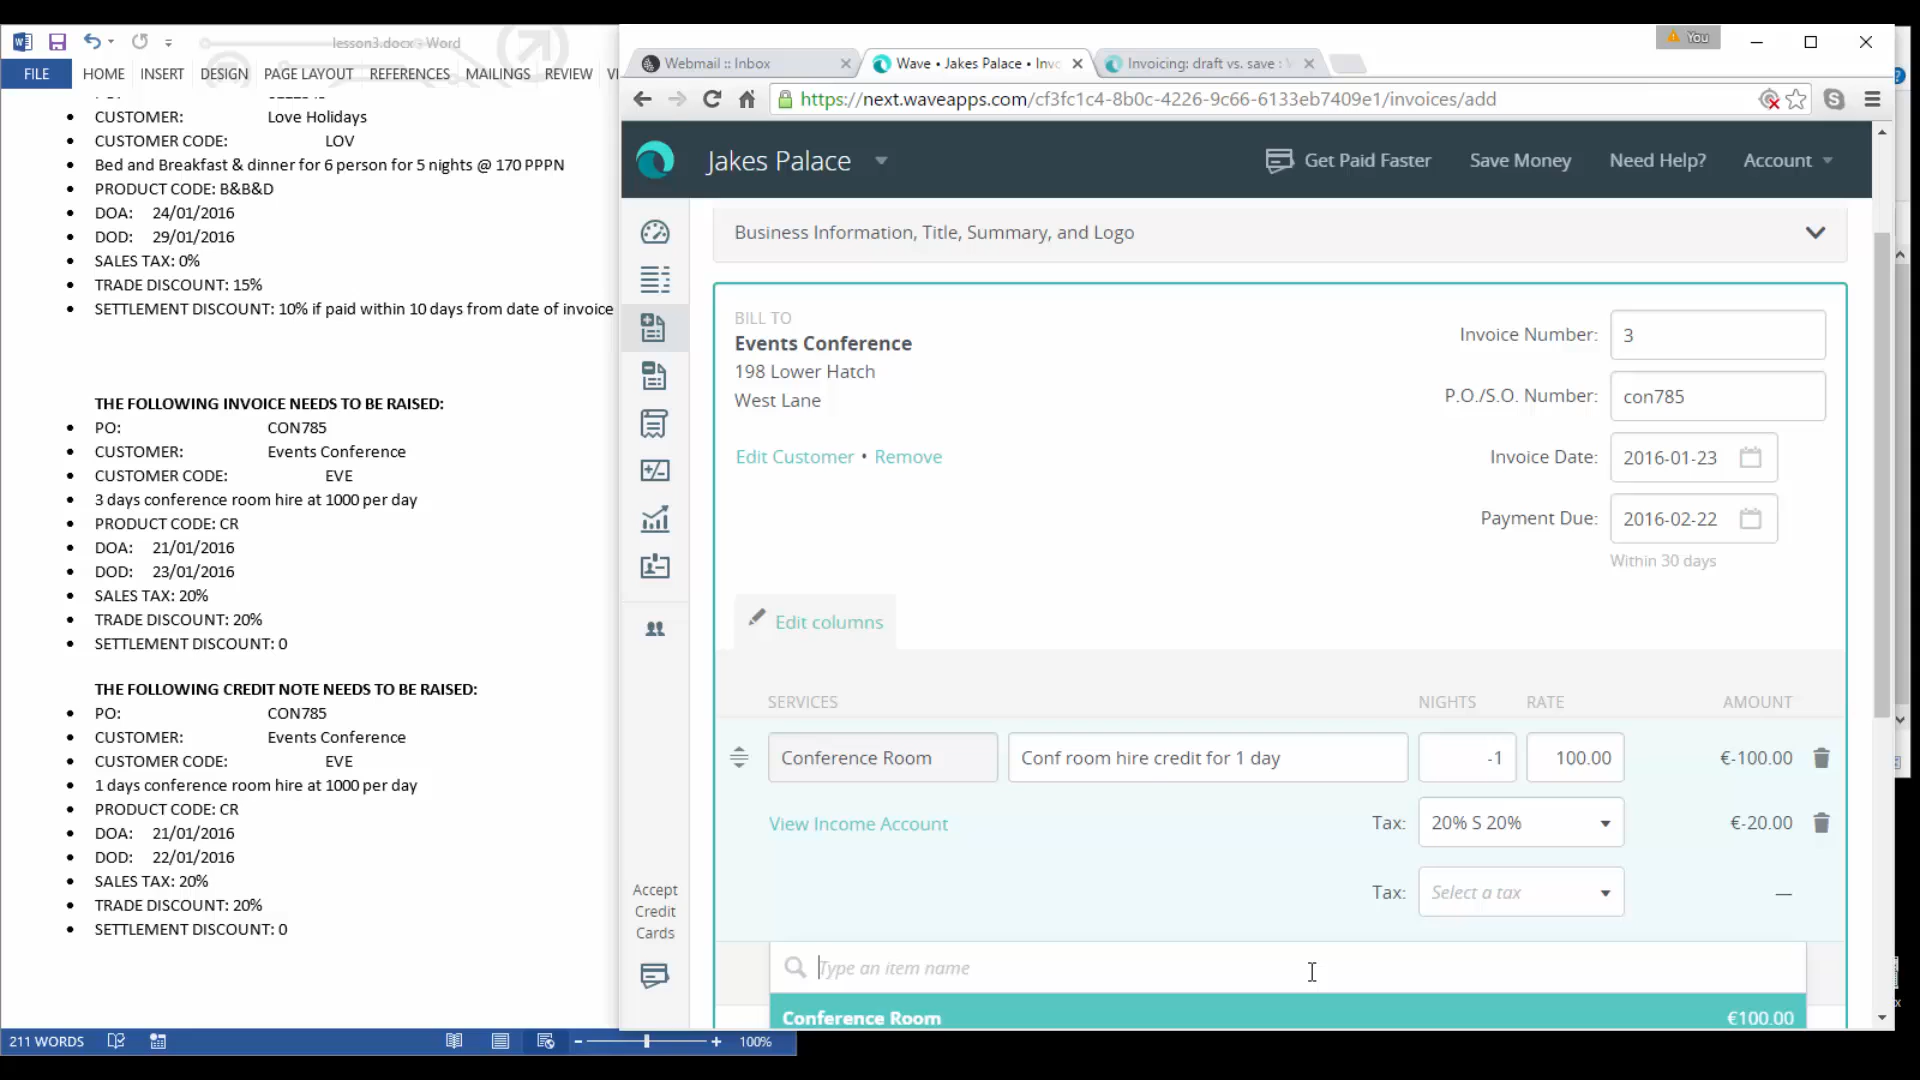 lesson3.docx - Word
FILE HOME INSERT DESIGN PAGE LAYOUT REFERENCES MAILINGS REVIEW
CUSTOMER: Love Holidays
CUSTOMER CODE: LOV
Bed and Breakfast & dinner for 6 person for 5 nights @ 170 PPPN
PRODUCT CODE: B&B&D
DOA: 24/01/2016
DOD: 29/01/2016
SALES TAX: 0%
TRADE DISCOUNT: 15%
SETTLEMENT DISCOUNT: 10% if paid within 10 days from date of invoice
THE FOLLOWING INVOICE NEEDS TO BE RAISED:
PO: CON785
CUSTOMER: Events Conference
CUSTOMER CODE: EVE
3 days conference room hire at 1000 per day
PRODUCT CODE: CR
DOA: 21/01/2016
DOD: 23/01/2016
SALES TAX: 20%
TRADE DISCOUNT: 20%
SETTLEMENT DISCOUNT: 0
THE FOLLOWING CREDIT NOTE NEEDS TO BE RAISED:
PO: CON785
CUSTOMER: Events Conference
CUSTOMER CODE: EVE
1 days conference room hire at 1000 per day
PRODUCT CODE: CR
DOA: 21/01/2016
DOD: 22/01/2016
SALES TAX: 20%
TRADE DISCOUNT: 20%
SETTLEMENT DISCOUNT: 0
211 WORDS
100%
You
Webmail :: Inbox
Wave • Jakes Palace • Invo
Invoicing: draft vs. save :
https://next.waveapps.com/cf3fc1c4-8b0c-4226-9c66-6133eb7409e1/invoices/add
Jakes Palace
Get Paid Faster Save Money Need Help? Account
Business Information, Title, Summary, and Logo
BILL TO
Events Conference
198 Lower Hatch
West Lane
Edit Customer • Remove
Invoice Number: 3
P.O./S.O. Number: con785
Invoice Date: 2016-01-23
Payment Due: 2016-02-22
Within 30 days
Edit columns
SERVICES NIGHTS RATE AMOUNT
Conference Room Conf room hire credit for 1 day -1 100.00 €-100.00
View Income Account Tax: 20% S 20% €-20.00
Tax: Select a tax —
Type an item name
Conference Room €100.00
Accept
Credit
Cards